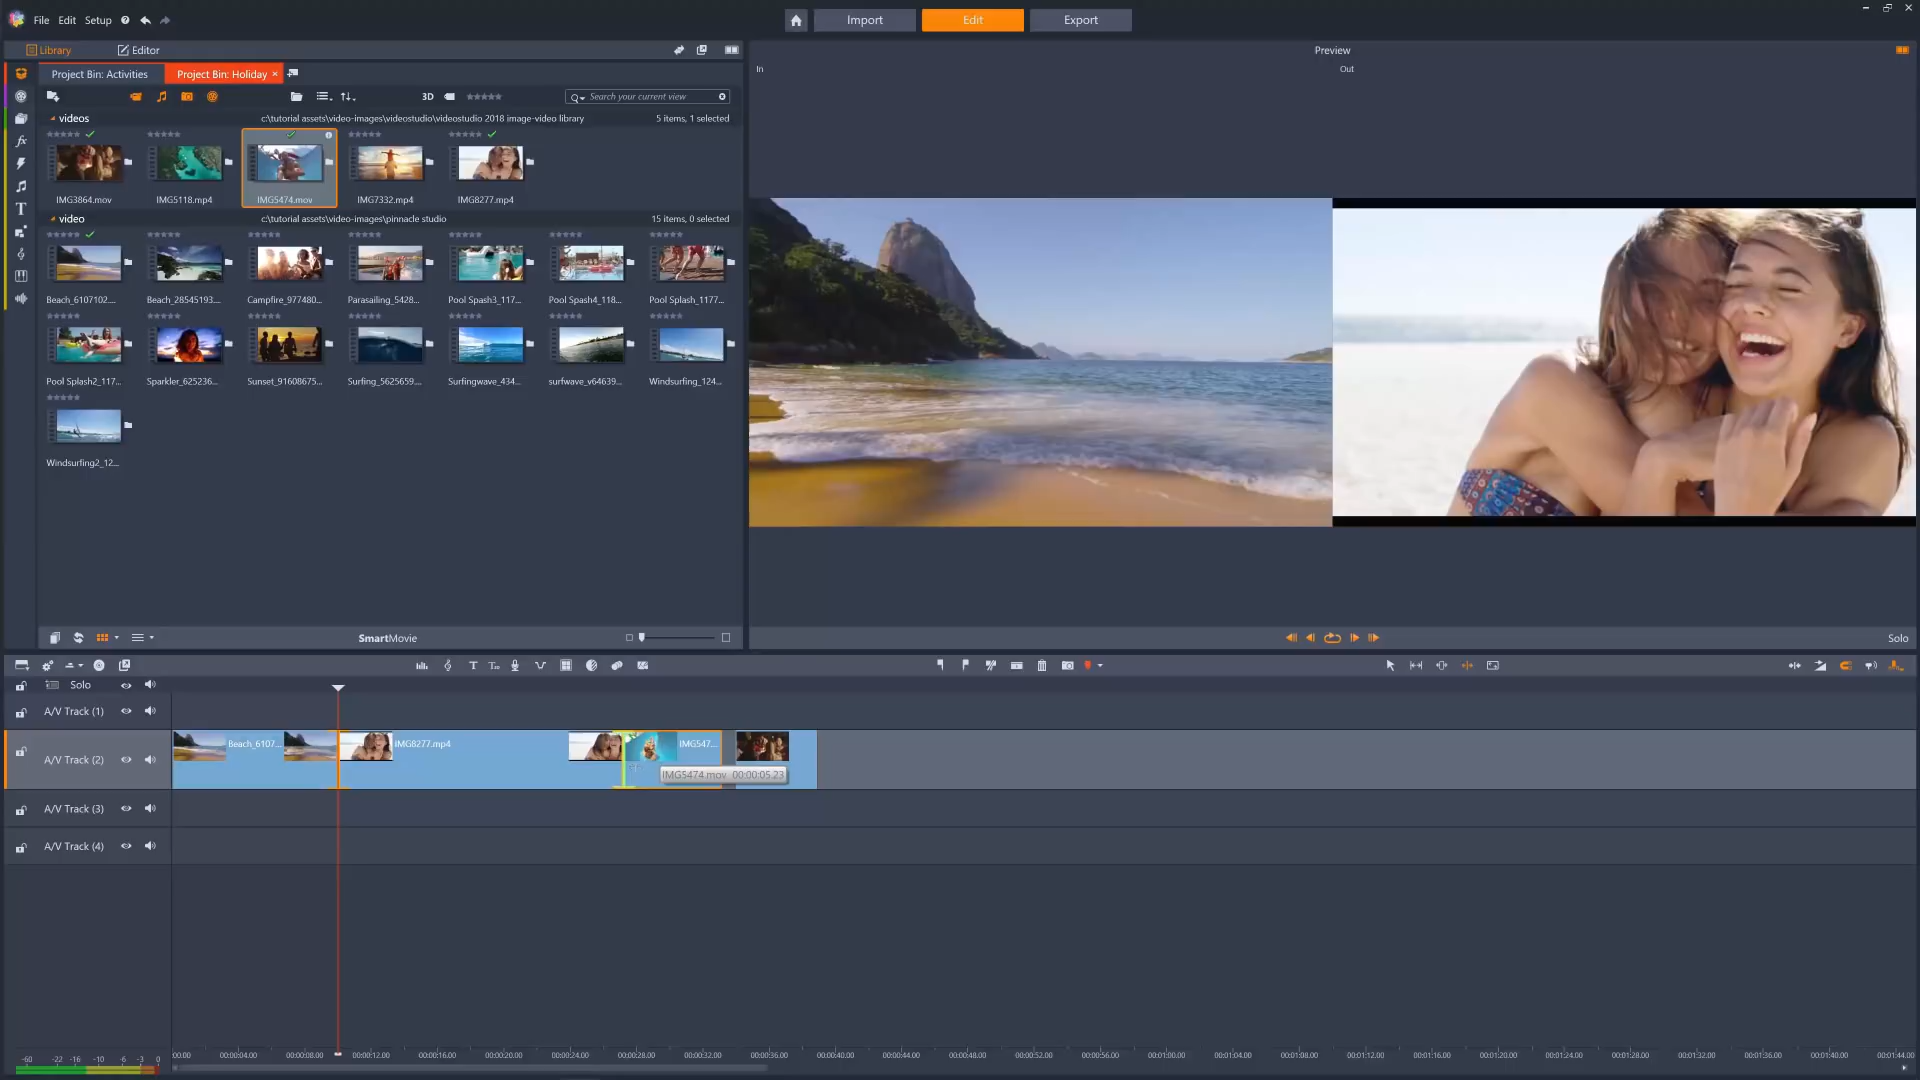 File Edit Setup
Import Edit Export
Library Editor
Preview
In Out
Project Bin: Activities Project Bin: Holiday ×
3D Search your current view
videos c:\tutorial assets\video-images\videostudio\videostudio 2018 image-video library 5 items, 1 selected
IMG3864.mov IMG5118.mp4 IMG5474.mov IMG7332.mp4 IMG8277.mp4
video c:\tutorial assets\video-images\pinnacle studio 15 items, 0 selected
Beach_6107102.... Beach_28545193.... Campfire_977480... Parasailing_5428... Pool Spash3_117... Pool Spash4_118... Pool Splash_1177...
Pool Splash2_117... Sparkler_625236... Sunset_91608675... Surfing_5625659.... Surfingwave_434... surfwave_v64639... Windsurfing_124...
Windsurfing2_12...
SmartMovie
Solo
Solo
A/V Track (1)
A/V Track (2) Beach_6107... IMG8277.mp4 IMG547...
IMG5474.mov 00:00:05.23
A/V Track (3)
A/V Track (4)
-60 -22 -16 -10 -6 -3 0
:00.00 00:00:04.00 00:00:08.00 00:00:12.00 00:00:16.00 00:00:20.00 00:00:24.00 00:00:28.00 00:00:32.00 00:00:36.00 00:00:40.00 00:00:44.00 00:00:48.00 00:00:52.00 00:00:56.00 00:01:00.00 00:01:04.00 00:01:08.00 00:01:12.00 00:01:16.00 00:01:20.00 00:01:24.00 00:01:28.00 00:01:32.00 00:01:36.00 00:01:40.00 00:01:44.00